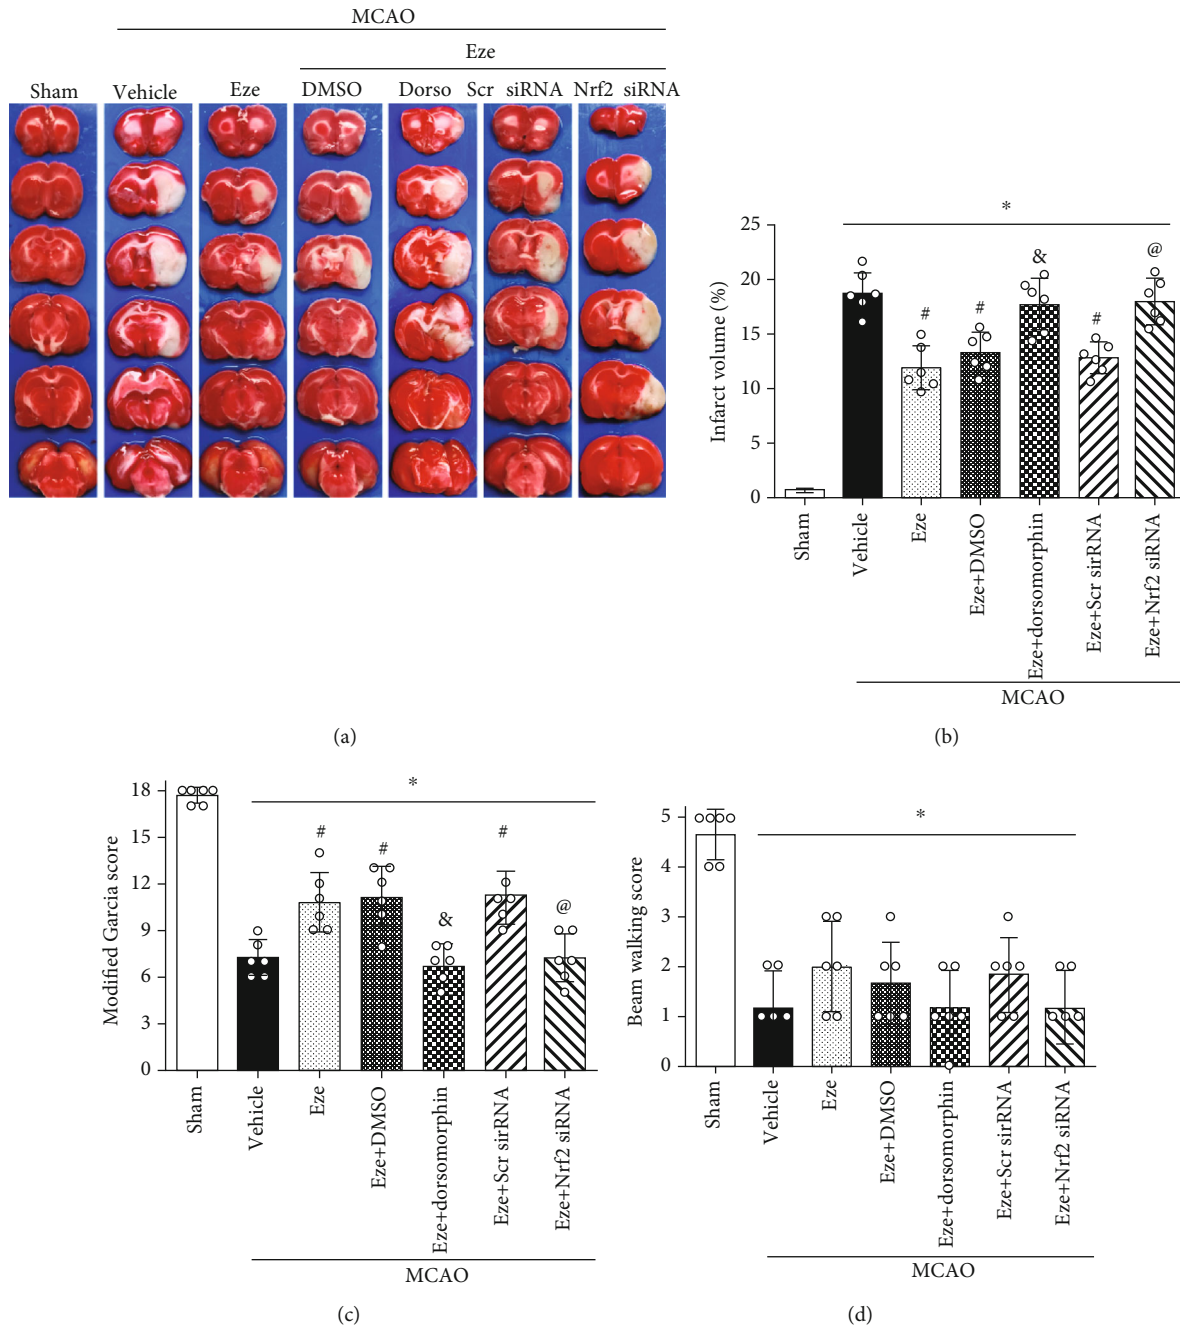 MCAO
Eze
Sham Vehicle Eze DMSO Dorso Scr siRNA Nrf2 siRNA
(a)
Infarct volume (%)
25
20
15
10
5
0
*
# # & # @
Sham
Vehicle
Eze
Eze+DMSO
Eze+dorsomorphin
Eze+Scr sirRNA
Eze+Nrf2 siRNA
MCAO
(b)
Modified Garcia score
18
15
12
9
6
3
0
*
# # & # @
Sham
Vehicle
Eze
Eze+DMSO
Eze+dorsomorphin
Eze+Scr sirRNA
Eze+Nrf2 siRNA
MCAO
(c)
Beam walking score
5
4
3
2
1
0
*
Sham
Vehicle
Eze
Eze+DMSO
Eze+dorsomorphin
Eze+Scr sirRNA
Eze+Nrf2 siRNA
MCAO
(d)